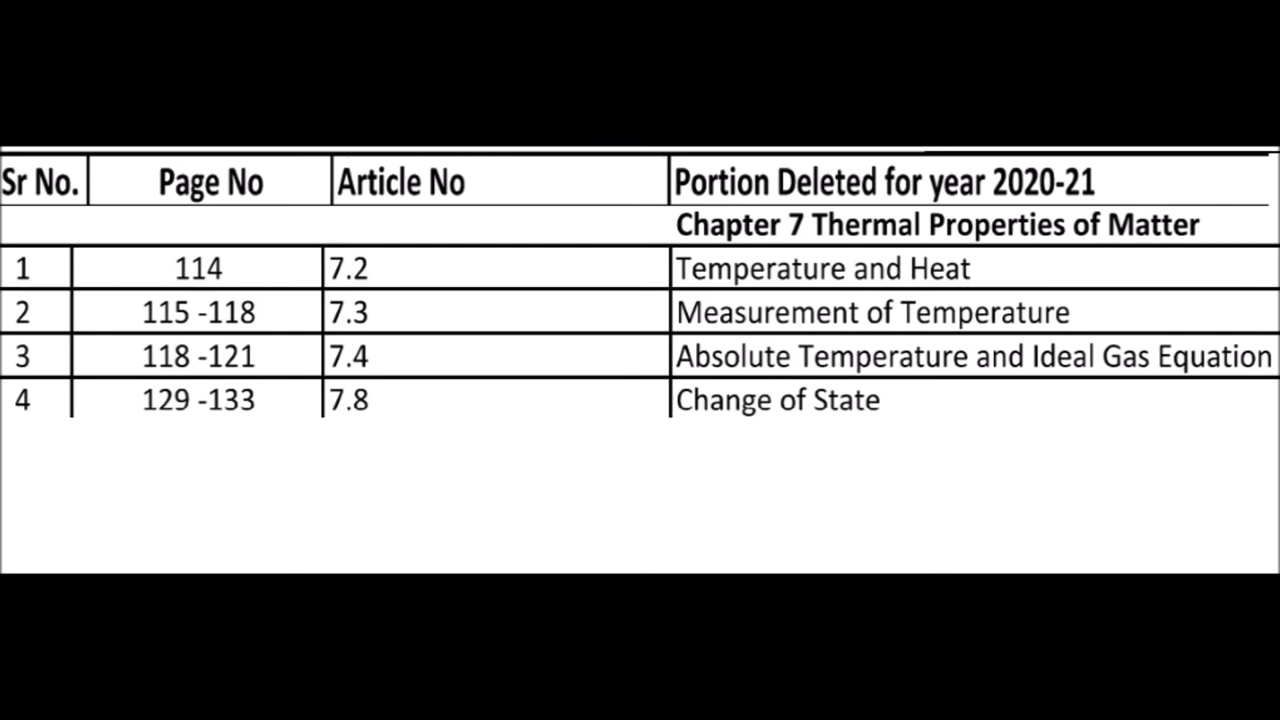 Sr No. Page No Article No Portion Deleted for year 2020-21
Chapter 7 Thermal Properties of Matter
1 114 7.2 Temperature and Heat
2 115 -118 7.3 Measurement of Temperature
3 118 -121 7.4 Absolute Temperature and Ideal Gas Equation
4 129 -133 7.8 Change of State